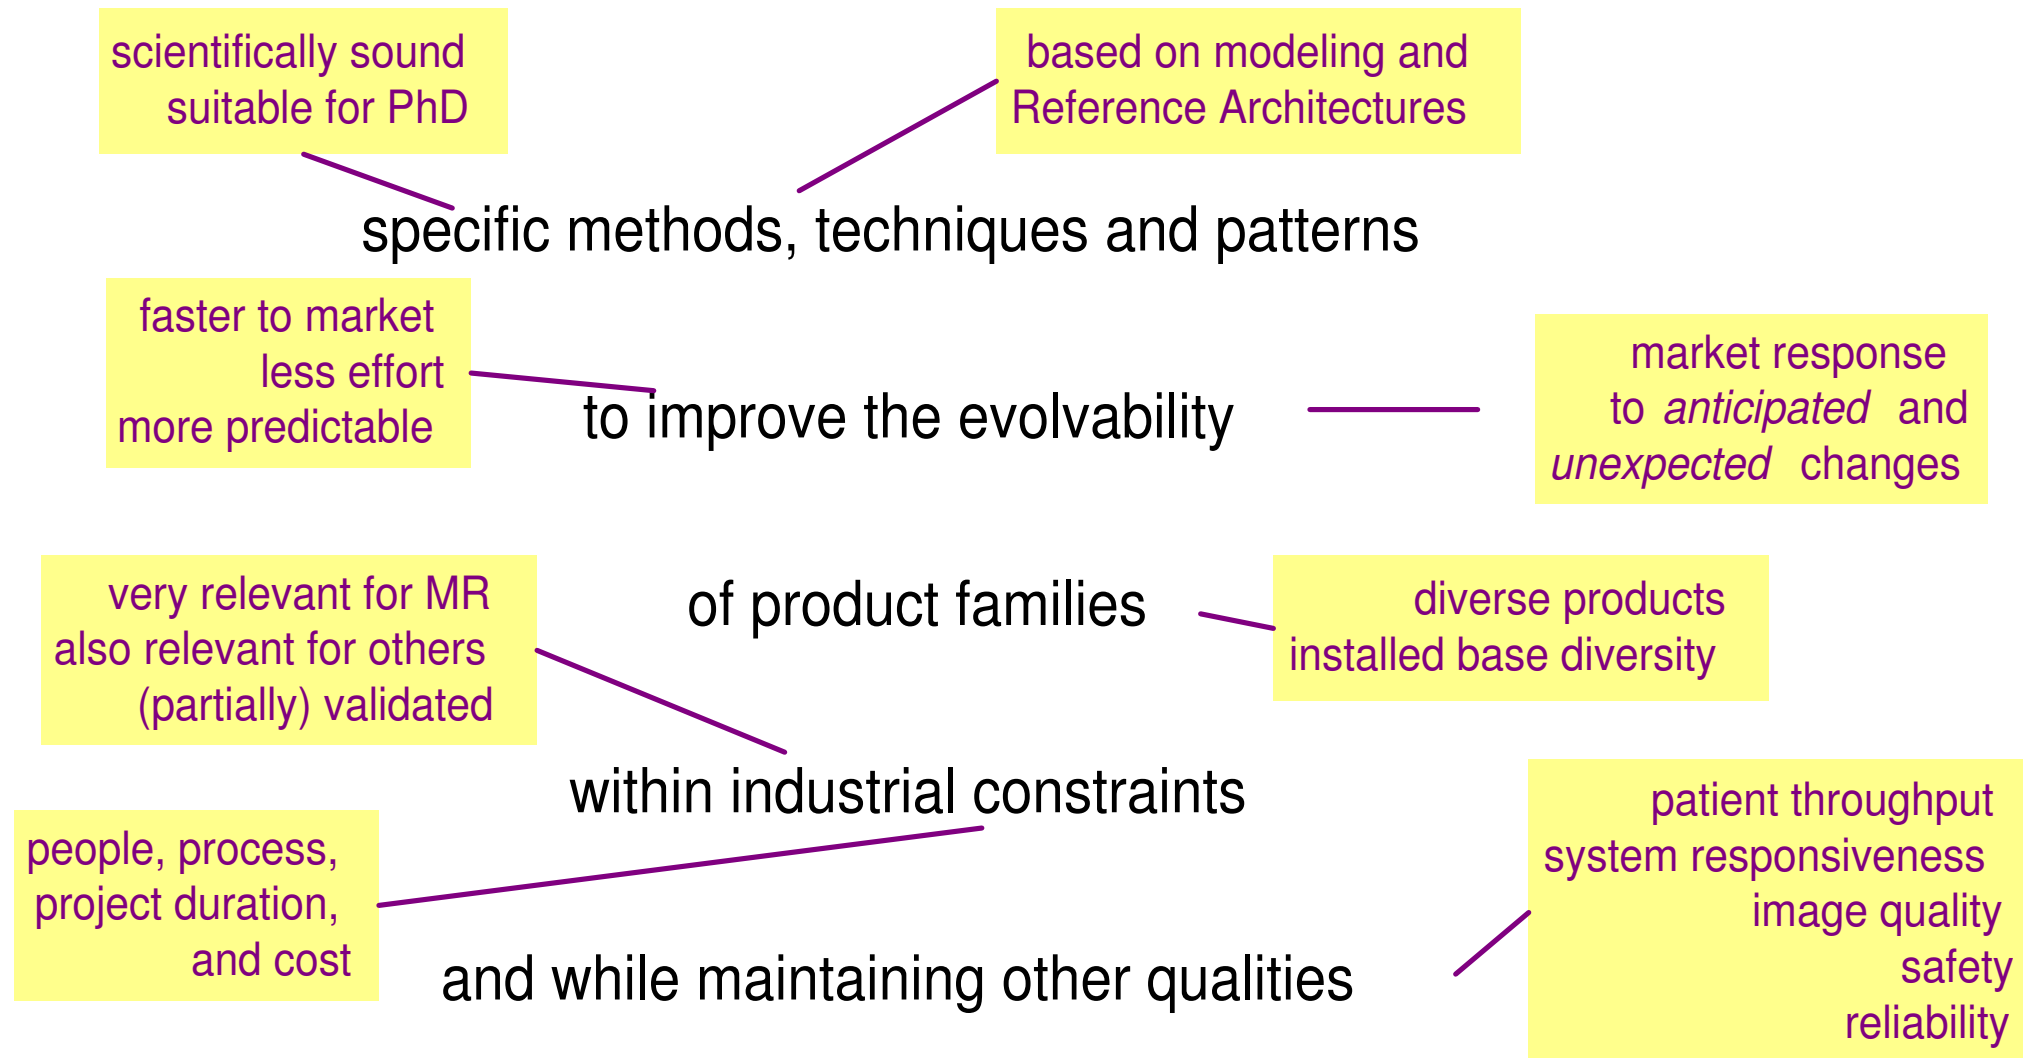 scientifically sound
suitable for PhD
based on modeling and
Reference Architectures
specific methods, techniques and patterns
faster to market
less effort
more predictable
to improve the evolvability
market response
to anticipated and
unexpected changes
very relevant for MR
also relevant for others
(partially) validated
of product families
diverse products
installed base diversity
within industrial constraints
people, process,
project duration,
and cost
and while maintaining other qualities
patient throughput
system responsiveness
image quality
safety
reliability